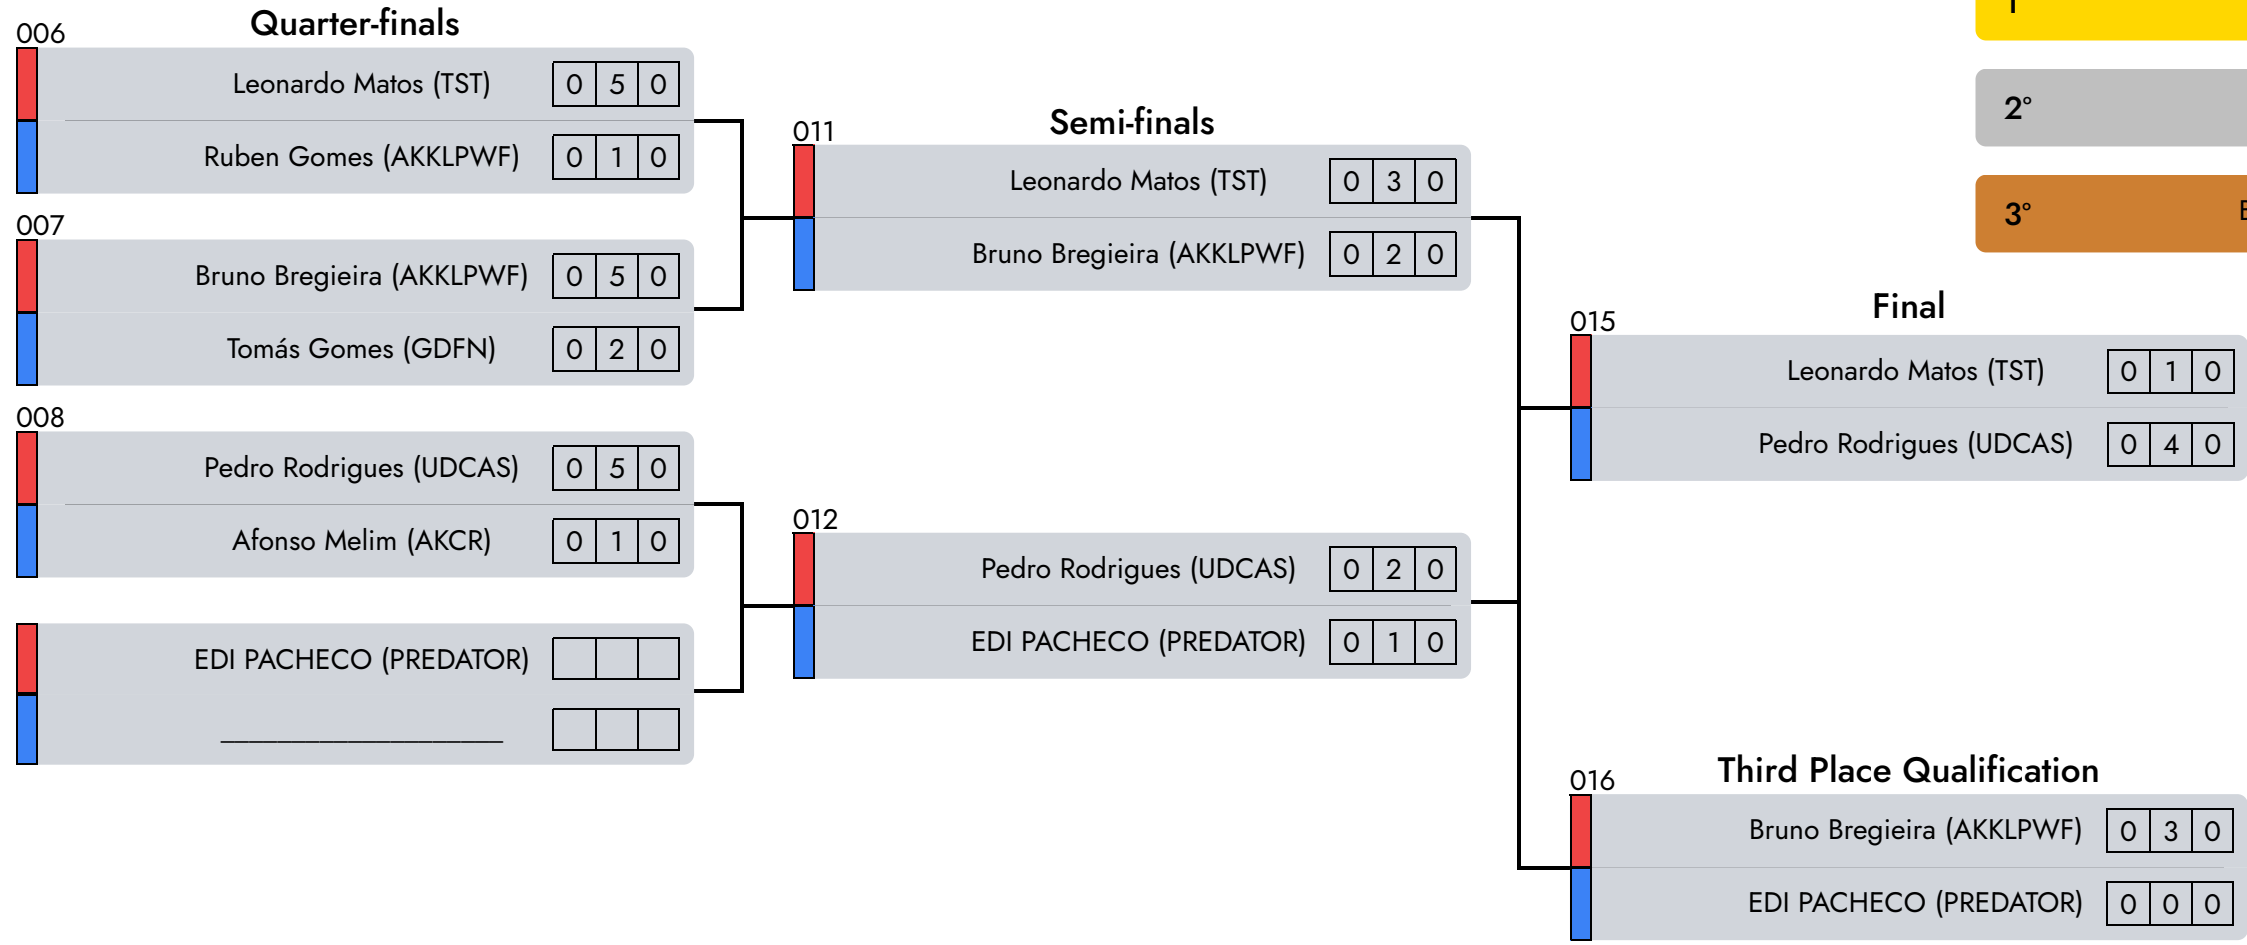 Quarter-finals
006
Leonardo Matos (TST) 0 5 0
Ruben Gomes (AKKLPWF) 0 1 0
007
Bruno Bregieira (AKKLPWF) 0 5 0
Tomás Gomes (GDFN) 0 2 0
008
Pedro Rodrigues (UDCAS) 0 5 0
Afonso Melim (AKCR) 0 1 0
EDI PACHECO (PREDATOR)
____________________
Semi-finals
011
Leonardo Matos (TST) 0 3 0
Bruno Bregieira (AKKLPWF) 0 2 0
012
Pedro Rodrigues (UDCAS) 0 2 0
EDI PACHECO (PREDATOR) 0 1 0
2°
3°
Final
015
Leonardo Matos (TST) 0 1 0
Pedro Rodrigues (UDCAS) 0 4 0
Third Place Qualification
016
Bruno Bregieira (AKKLPWF) 0 3 0
EDI PACHECO (PREDATOR) 0 0 0